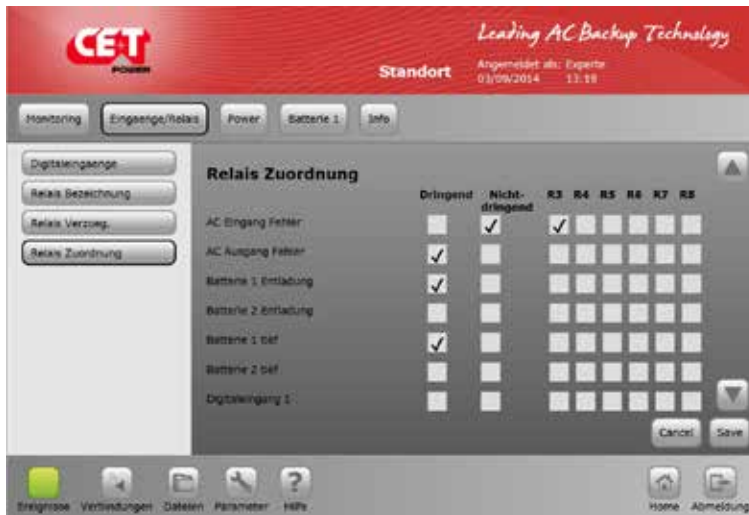 CE+T
POWER
Leading AC Backup Technology
Standort
Angemeldet als: Experte
03/09/2014 13:19
Monitoring
Eingaenge/Relais
Power
Batterie 1
Info
Digitaleingaenge
Relais Bezeichnung
Relais Verzoeg.
Relais Zuordnung
Relais Zuordnung
Dringend Nicht-dringend R3 R4 R5 R6 R7 R8
AC Eingang Fehler
AC Ausgang Fehler
Batterie 1 Entladung
Batterie 2 Entladung
Batterie 1 tief
Batterie 2 tief
Digitaleingang 1
Cancel
Save
Ereignisse
Verbindungen
Dateien
Parameter
Hilfe
Home
Abmeldung